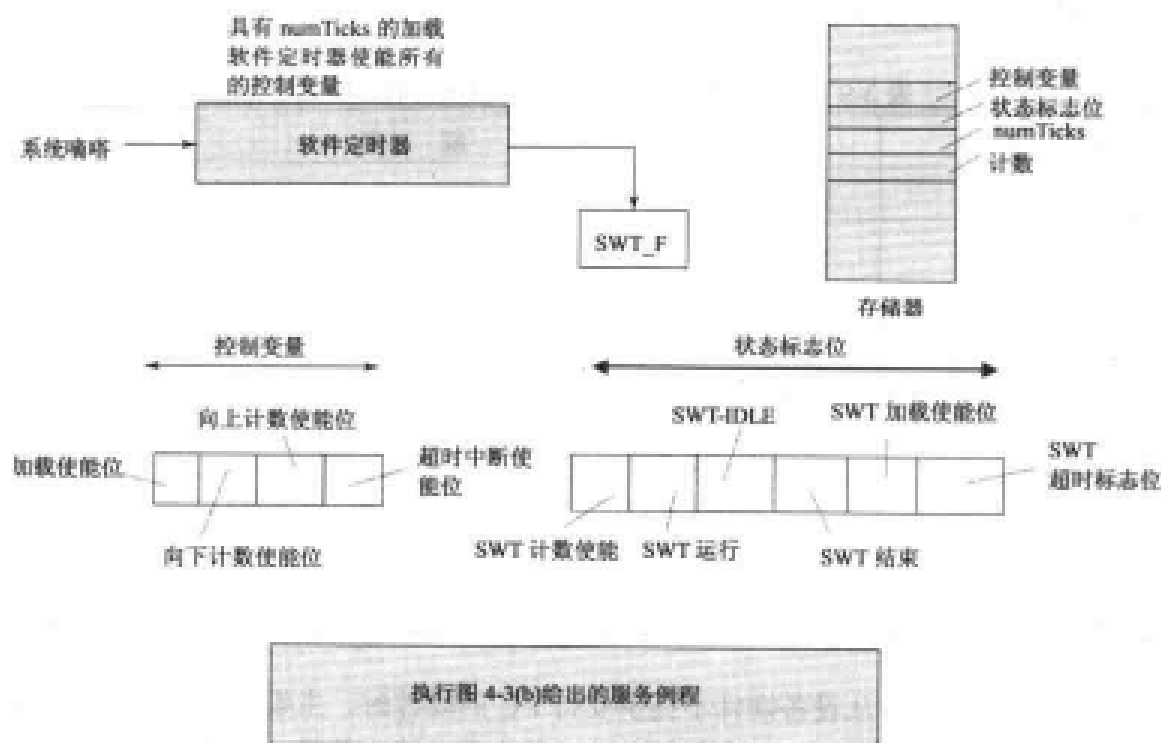 具有 numTicks 的加载
软件定时器使能所有
的控制变量
系统嘀嗒
软件定时器
SWT_F
控制变量
状态标志位
numTicks
计数
存储器
控制变量
状态标志位
向上计数使能位
SWT-IDLE
SWT 加载使能位
加载使能位
超时中断使
能位
SWT
超时标志位
向下计数使能位
SWT 计数使能
SWT 运行
SWT 结束
执行图 4-3(b)给出的服务例程